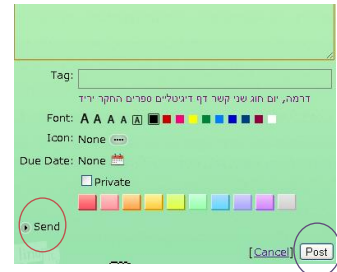 Tag:
דרמה, יום חוג שני קשר דף דיגיטליים ספרים החקר יריד
Font: A A A A A
Icon: None
Due Date: None
Private
Send
[Cancel] Post